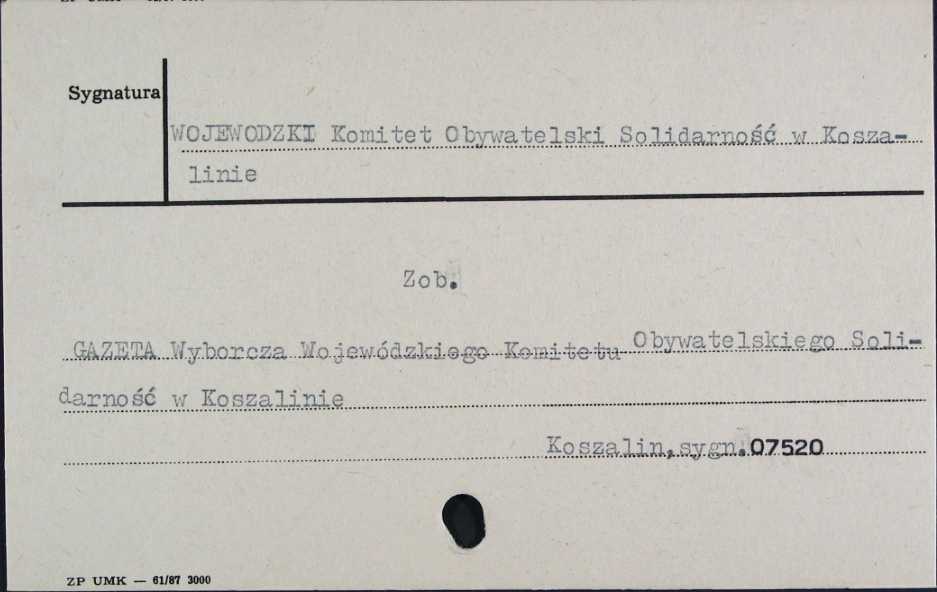 Sygnatura
WOJEWODZKI Komitet Obywatelski Solidarność w Kosza-
linie
Zob.
GAZETA Wyborcza Wojewódzkiego Komitetu Obywatelskiego Soli-
darność w Koszalinie
Koszalin,sygn.07520
ZP UMK — 61/87 3000